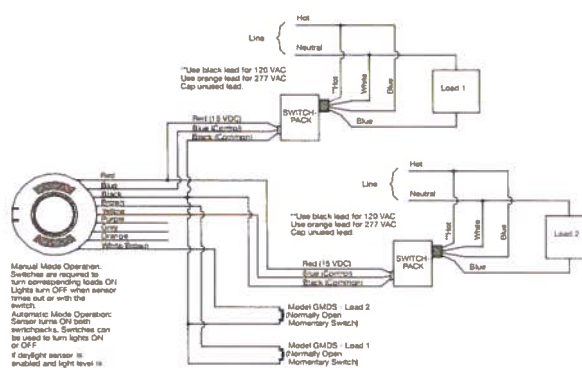 Hot
Line
Neutral
**Use black lead for 120 VAC
Use orange lead for 277 VAC
Cap unused lead.
**Hot
White
Blue
Load 1
SWITCH-
PACK
Blue
Red (15 VDC)
Blue (Control)
Black (Common)
Hot
Line
Neutral
Red
Blue
Black
Brown
Yellow
Purple
Grey
Orange
White/Brown
**Use black lead for 120 VAC
Use orange lead for 277 VAC
Cap unused lead.
**Hot
White
Blue
Load 2
SWITCH-
PACK
Blue
Red (15 VDC)
Blue (Control)
Black (Common)
Manual Mode Operation:
Switches are required to
turn corresponding loads ON
Lights turn OFF when sensor
times out or with the
switch.
Automatic Mode Operation:
Sensor turns ON both
switchpacks. Switches can
be used to turn lights ON
or OFF
If daylight sensor is
enabled and light level is
Model GMDS - Load 2
(Normally Open
Momentary Switch)
Model GMDS - Load 1
(Normally Open
Momentary Switch)